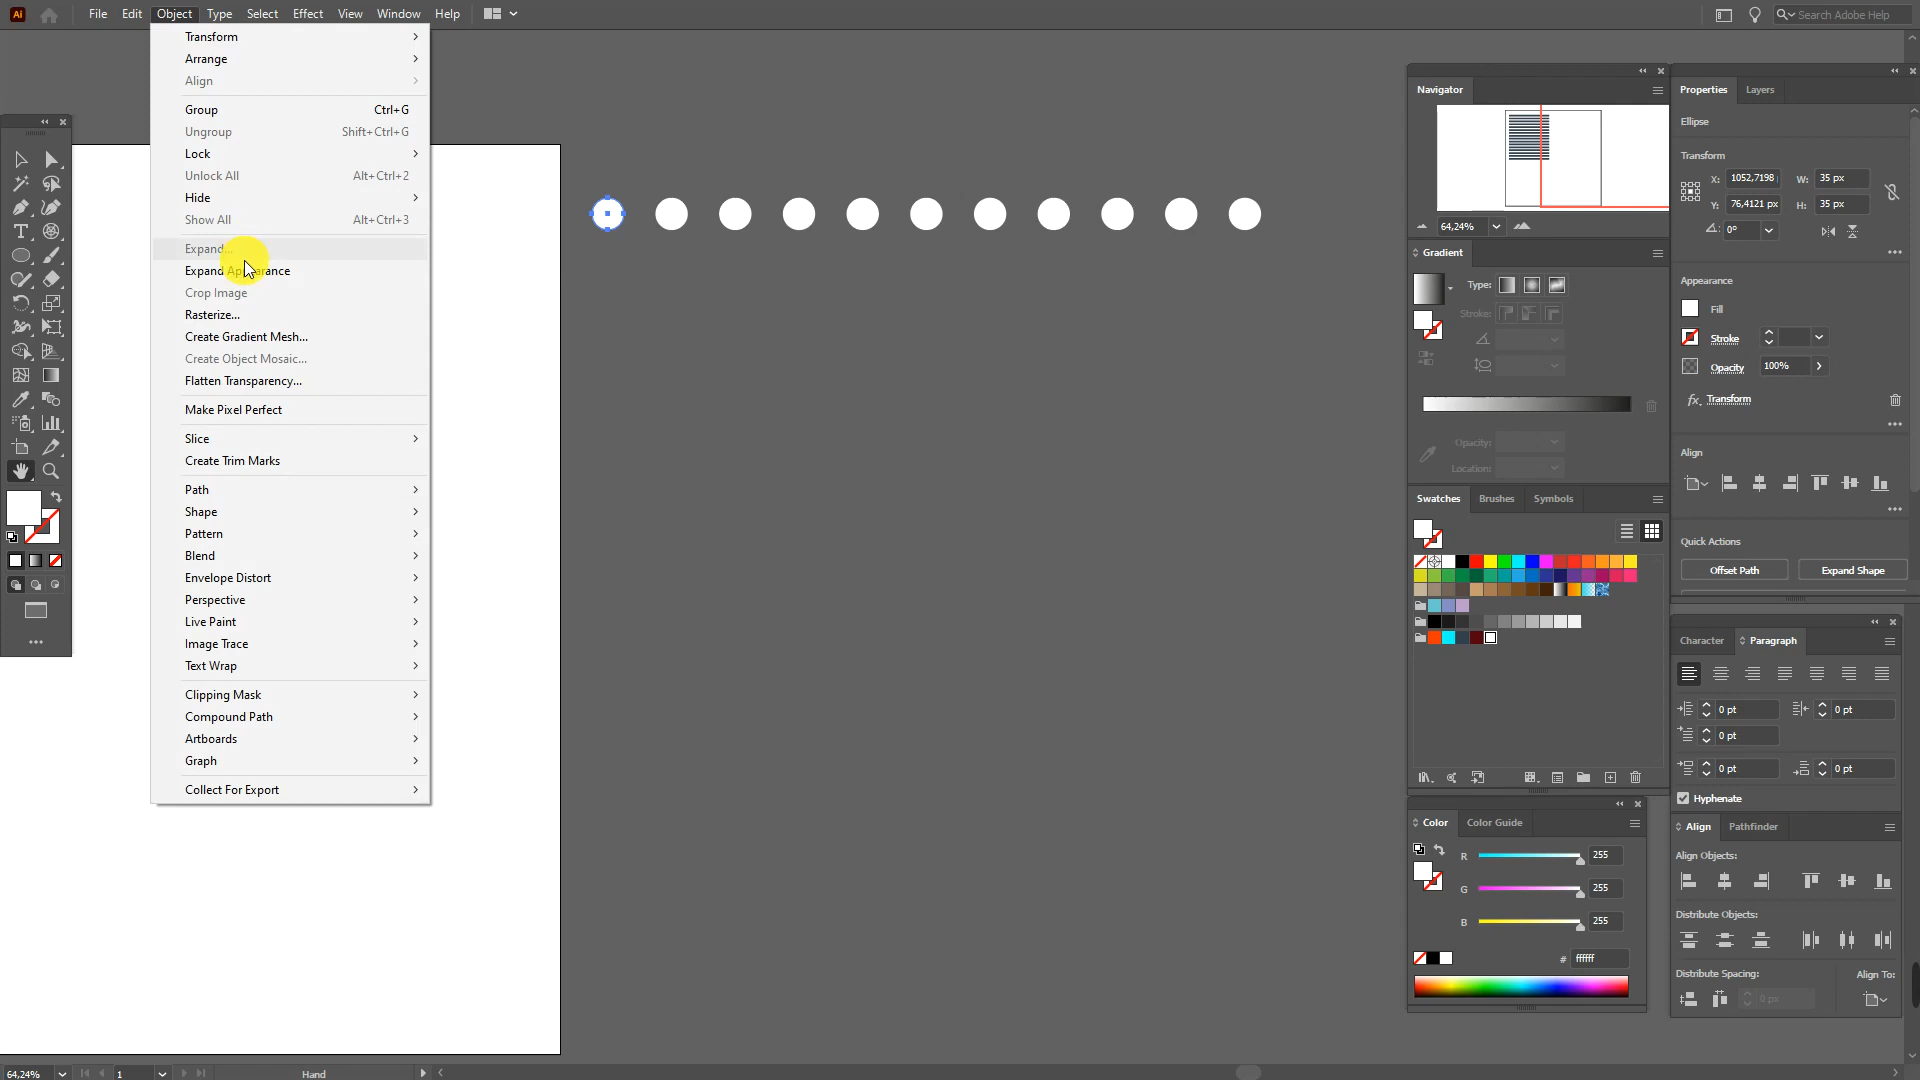 Ai File Edit Object Type Select Effect View Window Help Search Adobe Help
Transform
Arrange
Align
Group Ctrl+G
Ungroup Shift+Ctrl+G
Lock
Unlock All Alt+Ctrl+2
Hide
Show All Alt+Ctrl+3
Expand...
Expand Appearance
Crop Image
Rasterize...
Create Gradient Mesh...
Create Object Mosaic...
Flatten Transparency...
Make Pixel Perfect
Slice
Create Trim Marks
Path
Shape
Pattern
Blend
Envelope Distort
Perspective
Live Paint
Image Trace
Text Wrap
Clipping Mask
Compound Path
Artboards
Graph
Collect For Export
Navigator
64,24%
Gradient
Type:
Stroke:
Opacity:
Location:
Swatches Brushes Symbols
Color Color Guide
R 255
G 255
B 255
# ffffff
Properties Layers
Ellipse
Transform
X: 1052,7198 W: 35 px
Y: 76,4121 px H: 35 px
0°
Appearance
Fill
Stroke
Opacity 100%
fx. Transform
Align
Quick Actions
Offset Path Expand Shape
Character Paragraph
0 pt 0 pt
0 pt
0 pt 0 pt
Hyphenate
Align Pathfinder
Align Objects:
Distribute Objects:
Distribute Spacing: Align To:
0 px
64,24% 1 Hand